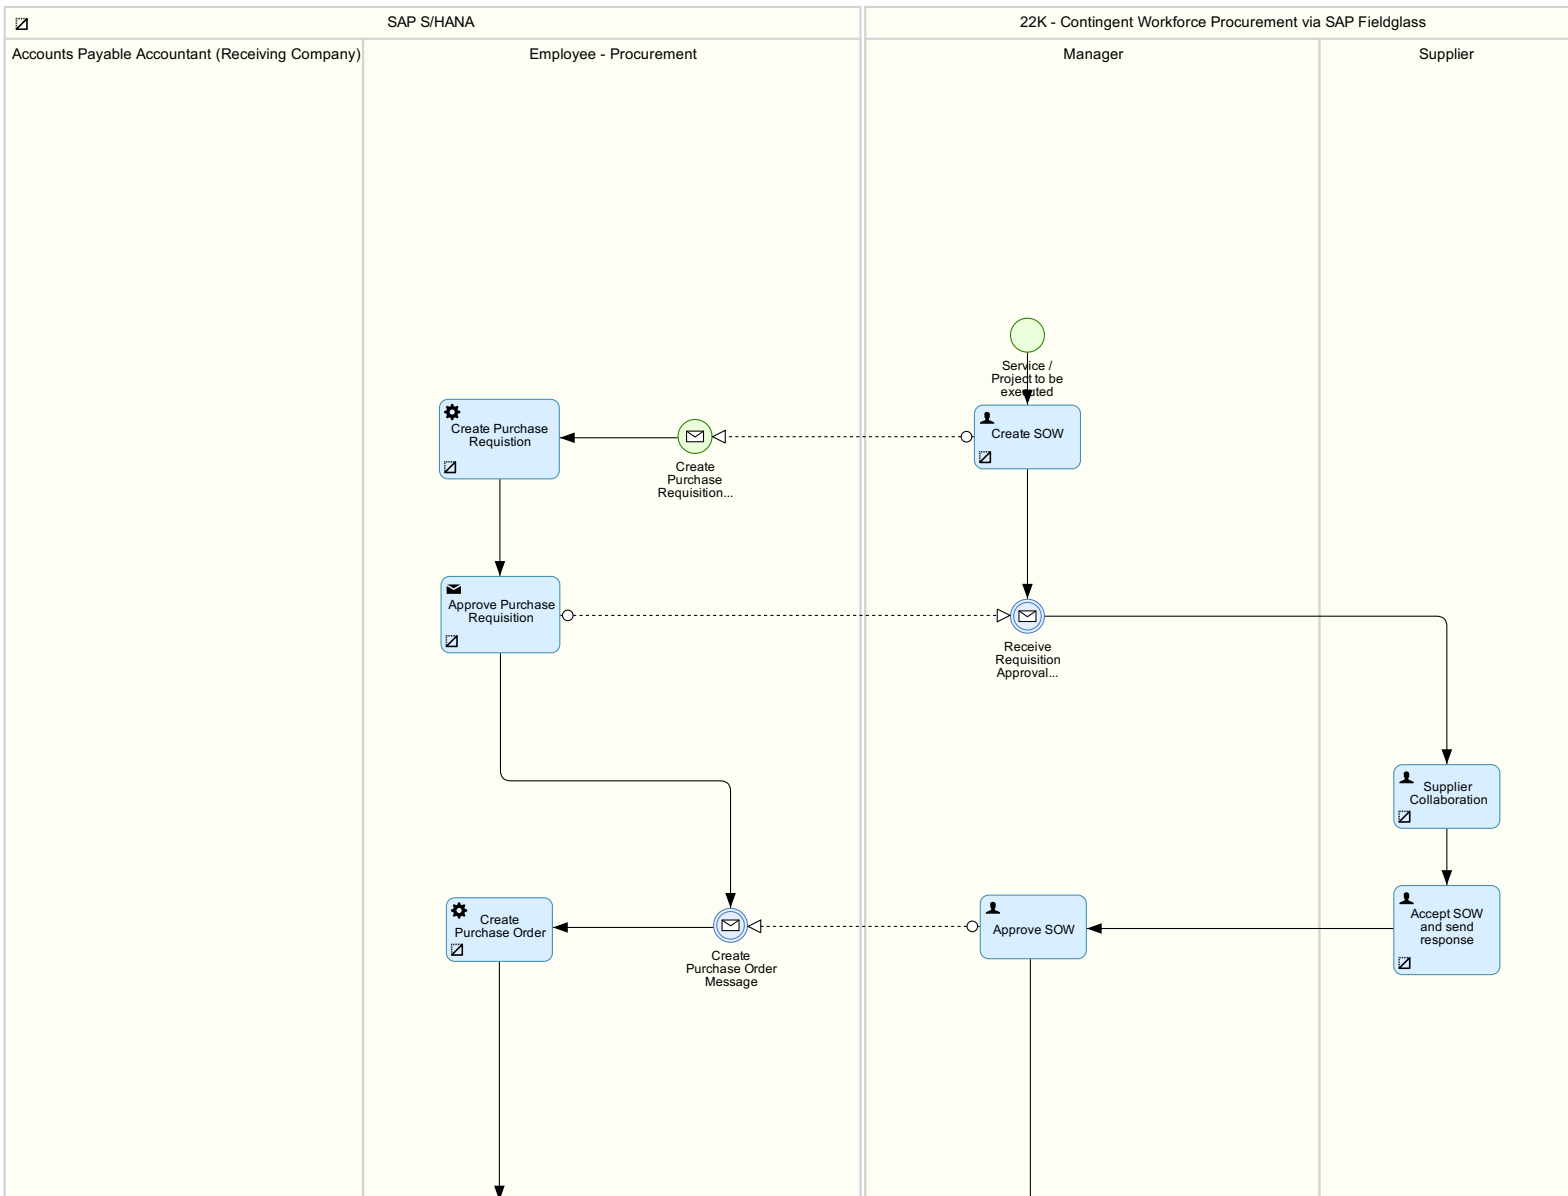 SAP S/HANA
22K - Contingent Workforce Procurement via SAP Fieldglass
Accounts Payable Accountant (Receiving Company)
Employee - Procurement
Manager
Supplier
Service /
Project to be
executed
Create Purchase
Requistion
Create
Purchase
Requisition...
Create SOW
Approve Purchase
Requisition
Receive
Requisition
Approval...
Supplier
Collaboration
Create
Purchase Order
Create
Purchase Order
Message
Approve SOW
Accept SOW
and send
response